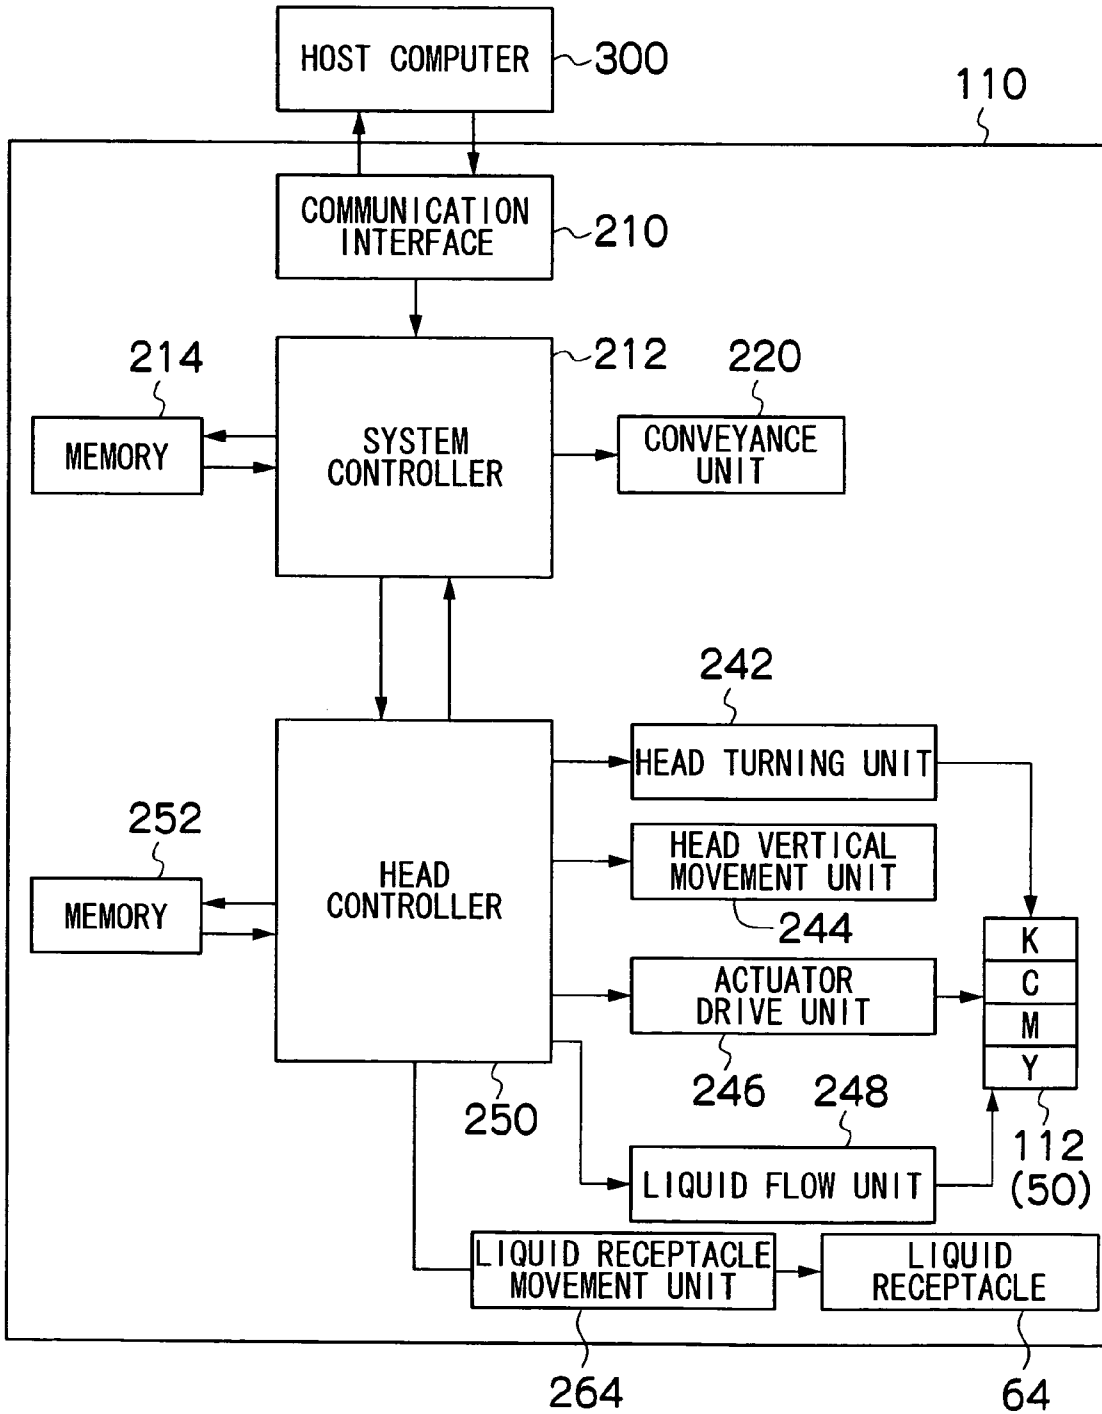 HOST COMPUTER
300
110
COMMUNICATION
INTERFACE
210
214
212
220
MEMORY
SYSTEM
CONTROLLER
CONVEYANCE
UNIT
242
HEAD TURNING UNIT
252
HEAD VERTICAL
MOVEMENT UNIT
MEMORY
HEAD
CONTROLLER
244
K
C
M
Y
ACTUATOR
DRIVE UNIT
246
248
250
112
(50)
LIQUID FLOW UNIT
LIQUID RECEPTACLE
MOVEMENT UNIT
LIQUID
RECEPTACLE
264
64